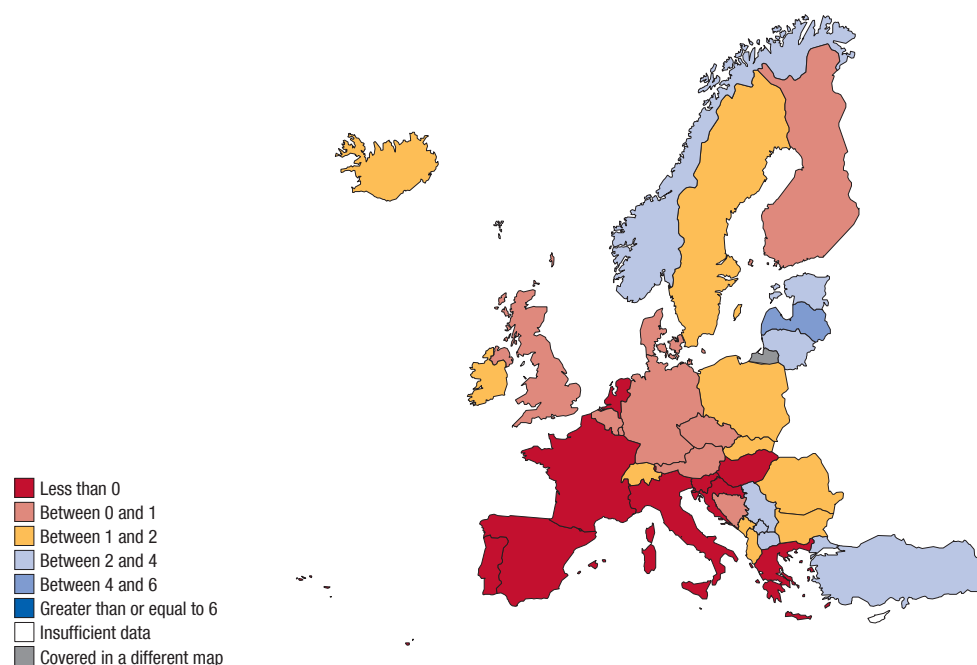 Less than 0
Between 0 and 1
Between 1 and 2
Between 2 and 4
Between 4 and 6
Greater than or equal to 6
Insufficient data
Covered in a different map